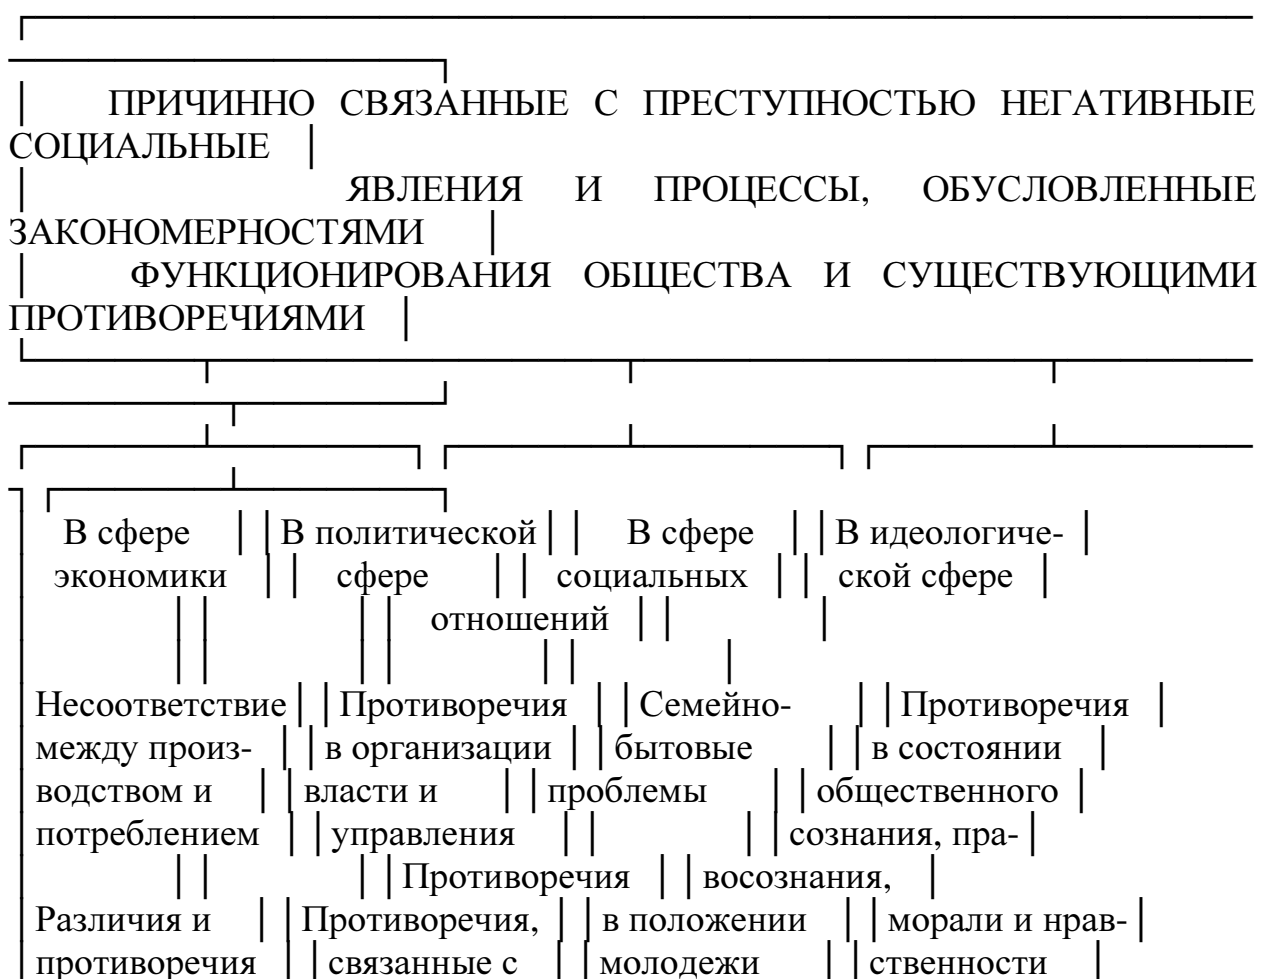 ПРИЧИННО СВЯЗАННЫЕ С ПРЕСТУПНОСТЬЮ НЕГАТИВНЫЕ
СОЦИАЛЬНЫЕ
ЯВЛЕНИЯ И ПРОЦЕССЫ, ОБУСЛОВЛЕННЫЕ
ЗАКОНОМЕРНОСТЯМИ
ФУНКЦИОНИРОВАНИЯ ОБЩЕСТВА И СУЩЕСТВУЮЩИМИ
ПРОТИВОРЕЧИЯМИ
В сфере В политической В сфере В идеологиче-
экономики сфере социальных ской сфере
отношений
Несоответствие Противоречия Семейно- Противоречия
между произ- в организации бытовые в состоянии
водством и власти и проблемы общественного
потреблением управления сознания, пра-
Противоречия восознания,
Различия и Противоречия, в положении морали и нрав-
противоречия связанные с молодежи ственности